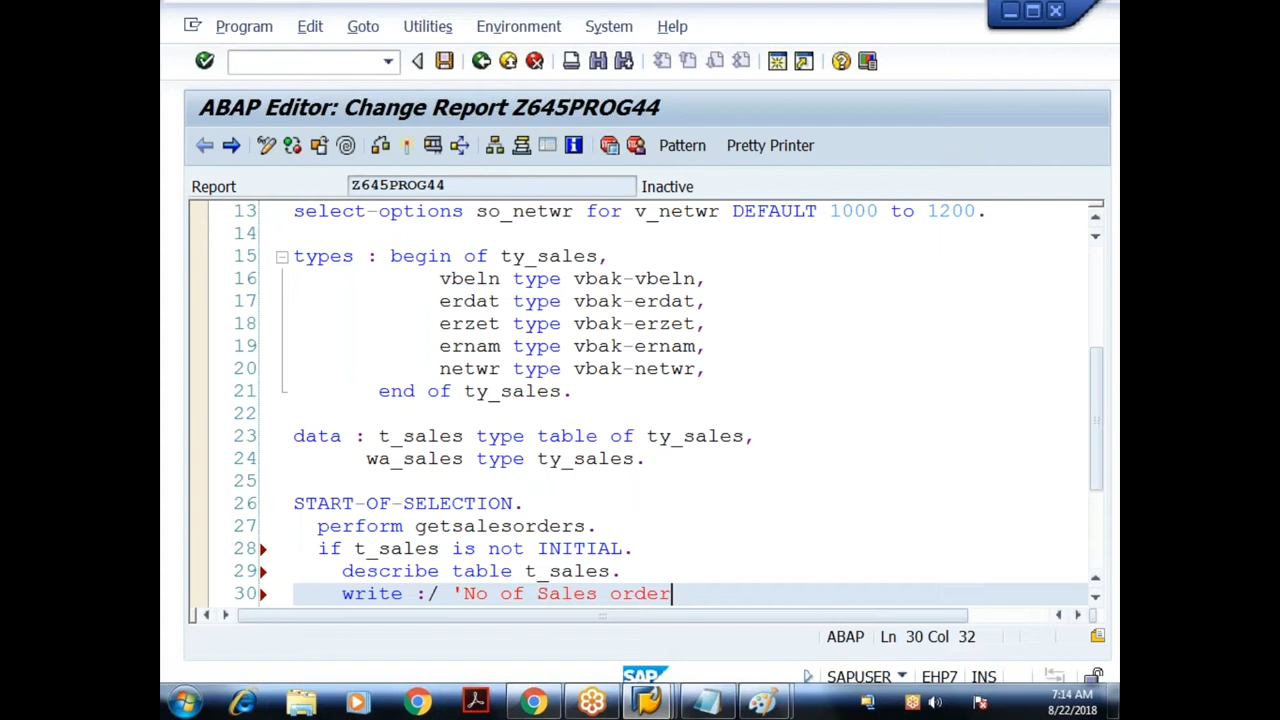 Program Edit Goto Utilities Environment System Help
ABAP Editor: Change Report Z645PROG44
Pattern Pretty Printer
Report Z645PROG44 Inactive
13 select-options so_netwr for v_netwr DEFAULT 1000 to 1200.
14
15 types : begin of ty_sales,
16 vbeln type vbak-vbeln,
17 erdat type vbak-erdat,
18 erzet type vbak-erzet,
19 ernam type vbak-ernam,
20 netwr type vbak-netwr,
21 end of ty_sales.
22
23 data : t_sales type table of ty_sales,
24 wa_sales type ty_sales.
25
26 START-OF-SELECTION.
27 perform getsalesorders.
28 if t_sales is not INITIAL.
29 describe table t_sales.
30 write :/ 'No of Sales order
ABAP Ln 30 Col 32
SAP
SAPUSER EHP7 INS
7:14 AM
8/22/2018